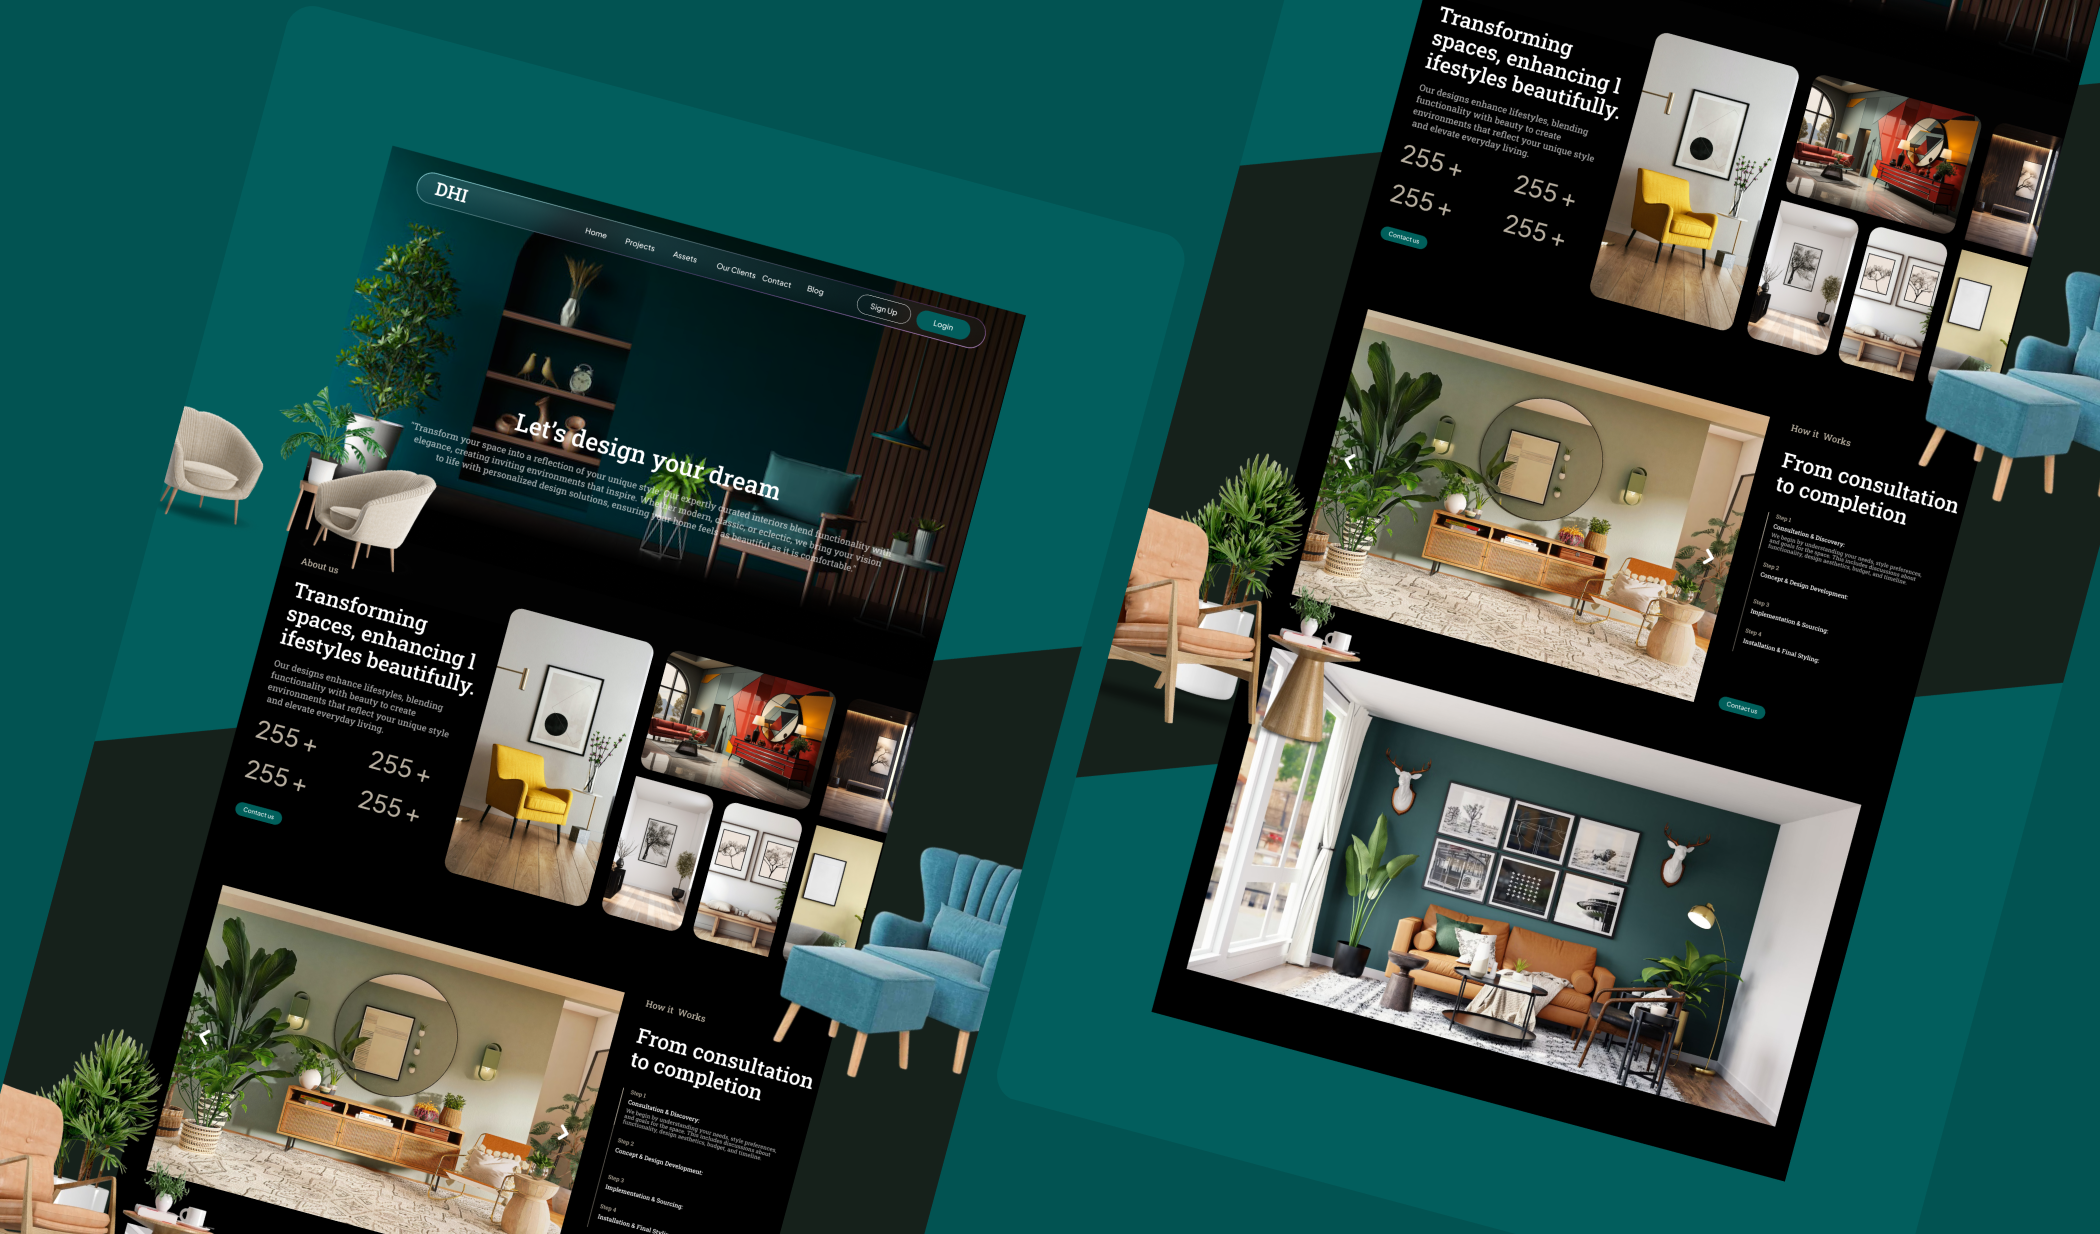 DHI
Home Projects Assets Our Clients Contact Blog
Sign Up
Login
Let's design your dream
"Transform your space into a reflection of your unique style. Our expertly curated interiors blend functionality with
elegance, creating inviting environments that inspire. Whether modern, classic, or eclectic, we bring your vision
to life with personalized design solutions, ensuring your home feels as beautiful as it is comfortable."
About us
Transforming
spaces, enhancing l
ifestyles beautifully.
Our designs enhance lifestyles, blending
functionality with beauty to create
environments that reflect your unique style
and elevate everyday living.
255 + 255 +
255 + 255 +
Contact us
How it Works
From consultation
to completion
Step 1
Consultation & Discovery:
We begin by understanding your needs, style preferences,
and goals for the space. This includes discussions about
functionality, design aesthetics, budget, and timeline.
Step 2
Concept & Design Development:
Step 3
Implementation & Sourcing:
Step 4
Installation & Final
Transforming
spaces, enhancing l
ifestyles beautifully.
Our designs enhance lifestyles, blending
functionality with beauty to create
environments that reflect your unique style
and elevate everyday living.
255 + 255 +
255 + 255 +
Contact us
How it Works
From consultation
to completion
Step 1
Consultation & Discovery:
We begin by understanding your needs, style preferences,
and goals for the space. This includes discussions about
functionality, design aesthetics, budget, and timeline.
Step 2
Concept & Design Development:
Step 3
Implementation & Sourcing:
Step 4
Installation & Final Styling:
Contact us